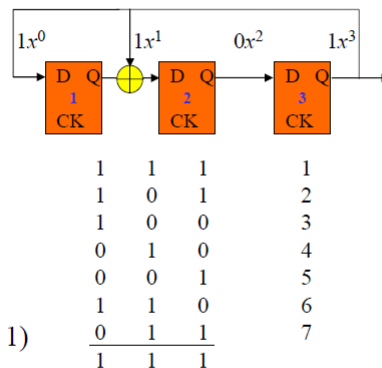 1x⁰ 1x¹ 0x² 1x³
D Q D Q D Q
1 2 3
CK CK CK
1 1 1 1
1 0 1 2
1 0 0 3
0 1 0 4
0 0 1 5
1 1 0 6
1) 0 1 1 7
1 1 1